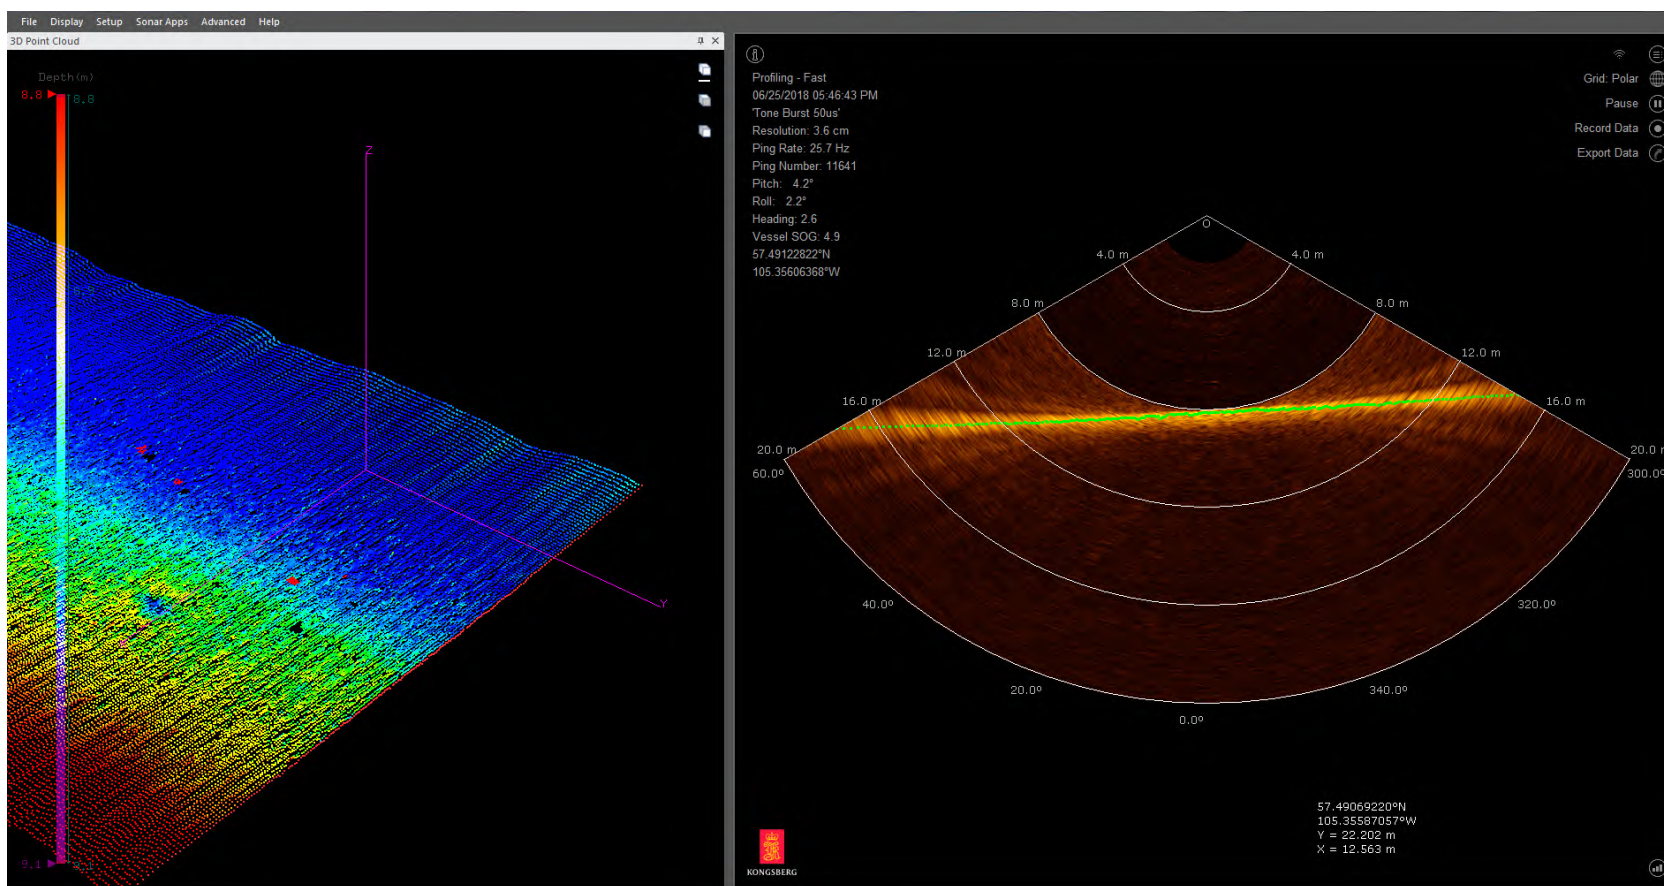 File Display Setup Sonar Apps Advanced Help
3D Point Cloud
Depth(m)
8.8
8.8
Z
Y
9.1
Profiling - Fast
06/25/2018 05:46:43 PM
'Tone Burst 50us'
Resolution: 3.6 cm
Ping Rate: 25.7 Hz
Ping Number: 11641
Pitch: 4.2°
Roll: 2.2°
Heading: 2.6
Vessel SOG: 4.9
57.49122822°N
105.35606368°W
Grid: Polar
Pause
Record Data
Export Data
0
4.0 m 4.0 m
8.0 m 8.0 m
12.0 m 12.0 m
16.0 m 16.0 m
20.0 m 20.0 m
60.0º 300.0º
40.0º 320.0º
20.0º 340.0º
0.0º
57.49069220ºN
105.35587057ºW
Y = 22.202 m
X = 12.563 m
KONGSBERG